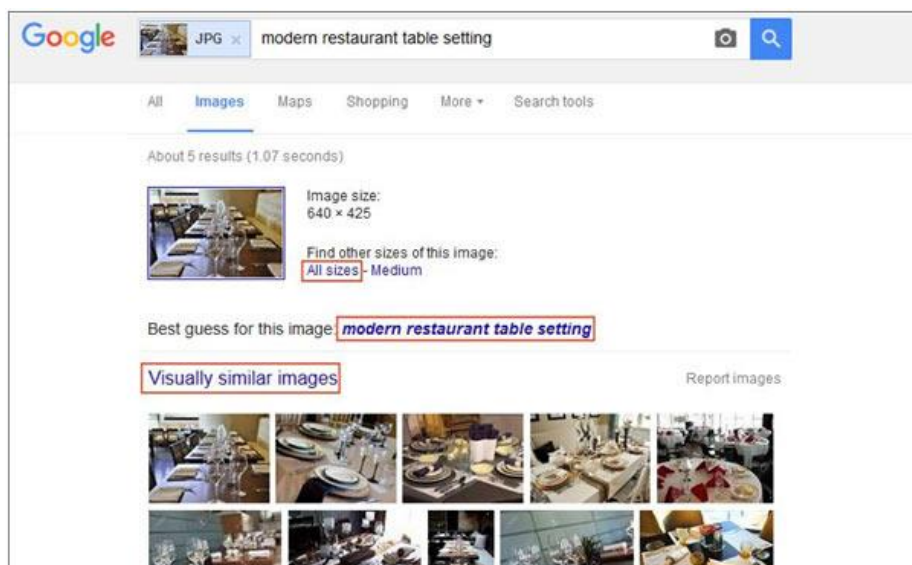 Google JPG × modern restaurant table setting
All Images Maps Shopping More Search tools
About 5 results (1.07 seconds)
Image size:
640 × 425
Find other sizes of this image:
All sizes - Medium
Best guess for this image: modern restaurant table setting
Visually similar images
Report images